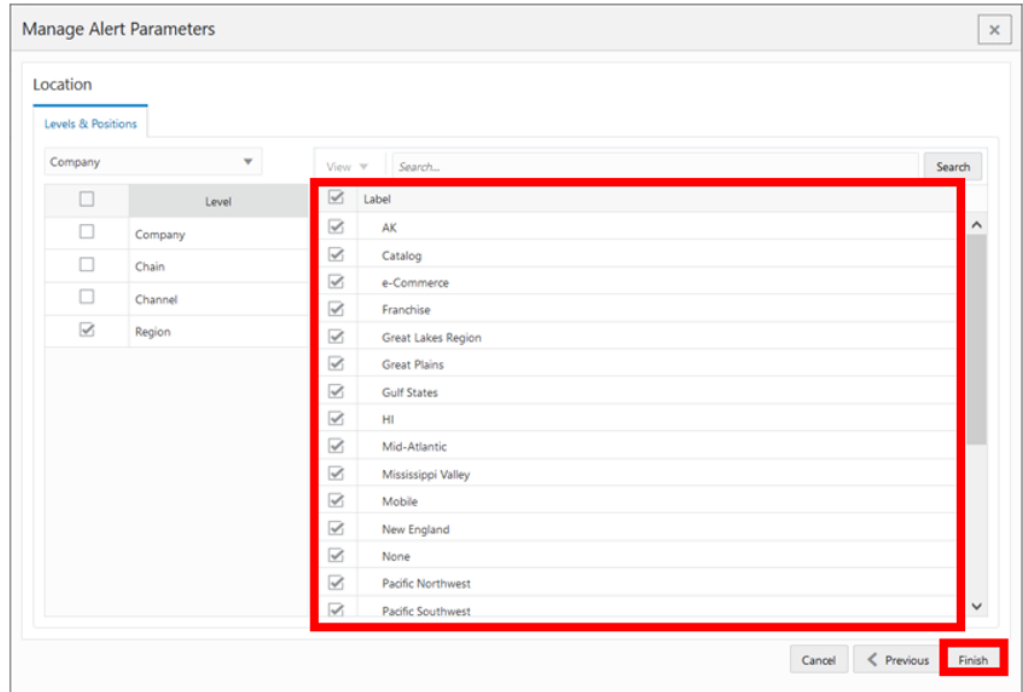 Manage Alert Parameters
Location
Levels & Positions
Company
View
Search...
Search
Level
Company
Chain
Channel
Region
Label
AK
Catalog
e-Commerce
Franchise
Great Lakes Region
Great Plains
Gulf States
HI
Mid-Atlantic
Mississippi Valley
Mobile
New England
None
Pacific Northwest
Pacific Southwest
Cancel
Previous
Finish